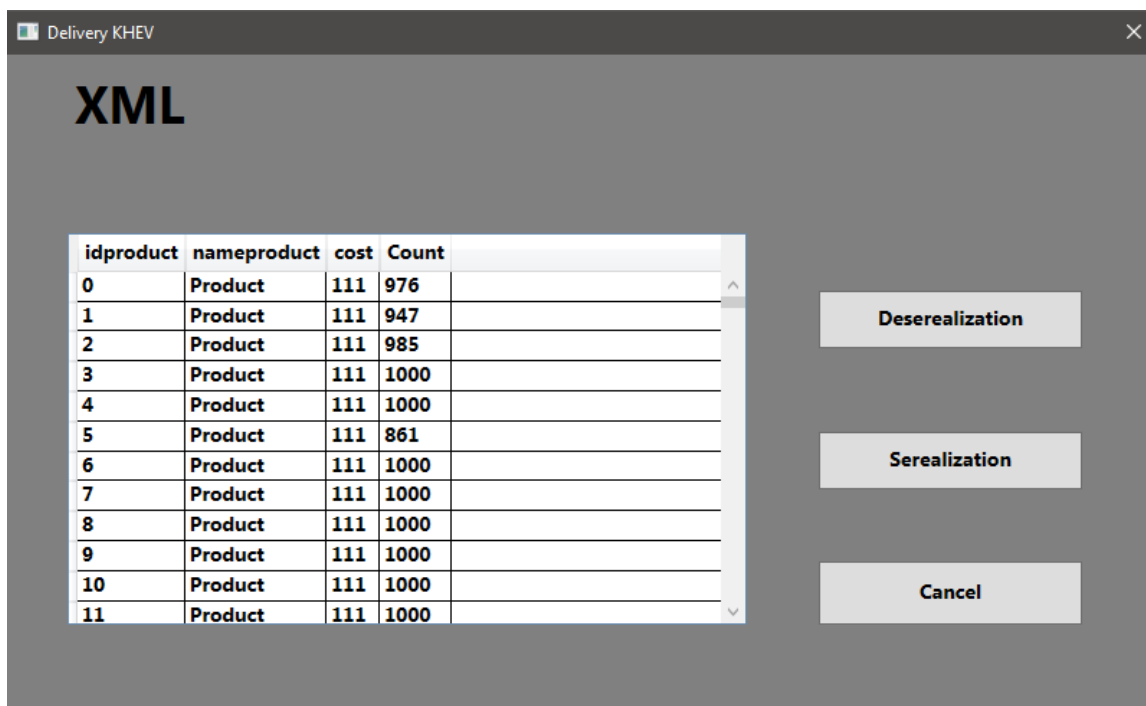 Delivery KHEV
XML
idproduct nameproduct cost Count
0 Product 111 976
1 Product 111 947
2 Product 111 985
3 Product 111 1000
4 Product 111 1000
5 Product 111 861
6 Product 111 1000
7 Product 111 1000
8 Product 111 1000
9 Product 111 1000
10 Product 111 1000
11 Product 111 1000
Deserealization
Serealization
Cancel